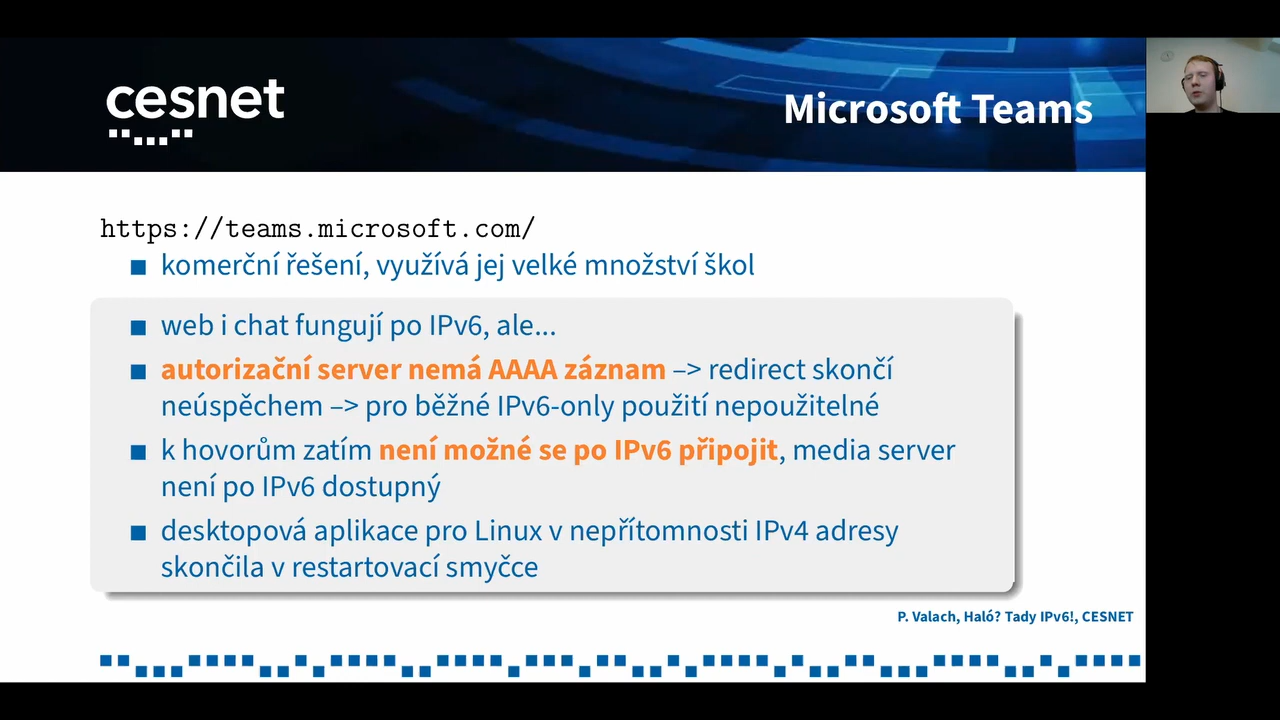 cesnet
Microsoft Teams
https://teams.microsoft.com/
komerční řešení, využívá jej velké množství škol
web i chat fungují po IPv6, ale...
autorizační server nemá AAAA záznam –> redirect skončí
neúspěchem –> pro běžné IPv6-only použití nepoužitelné
k hovorům zatím není možné se po IPv6 připojit, media server
není po IPv6 dostupný
desktopová aplikace pro Linux v nepřítomnosti IPv4 adresy
skončila v restartovací smyčce
P. Valach, Haló? Tady IPv6!, CESNET